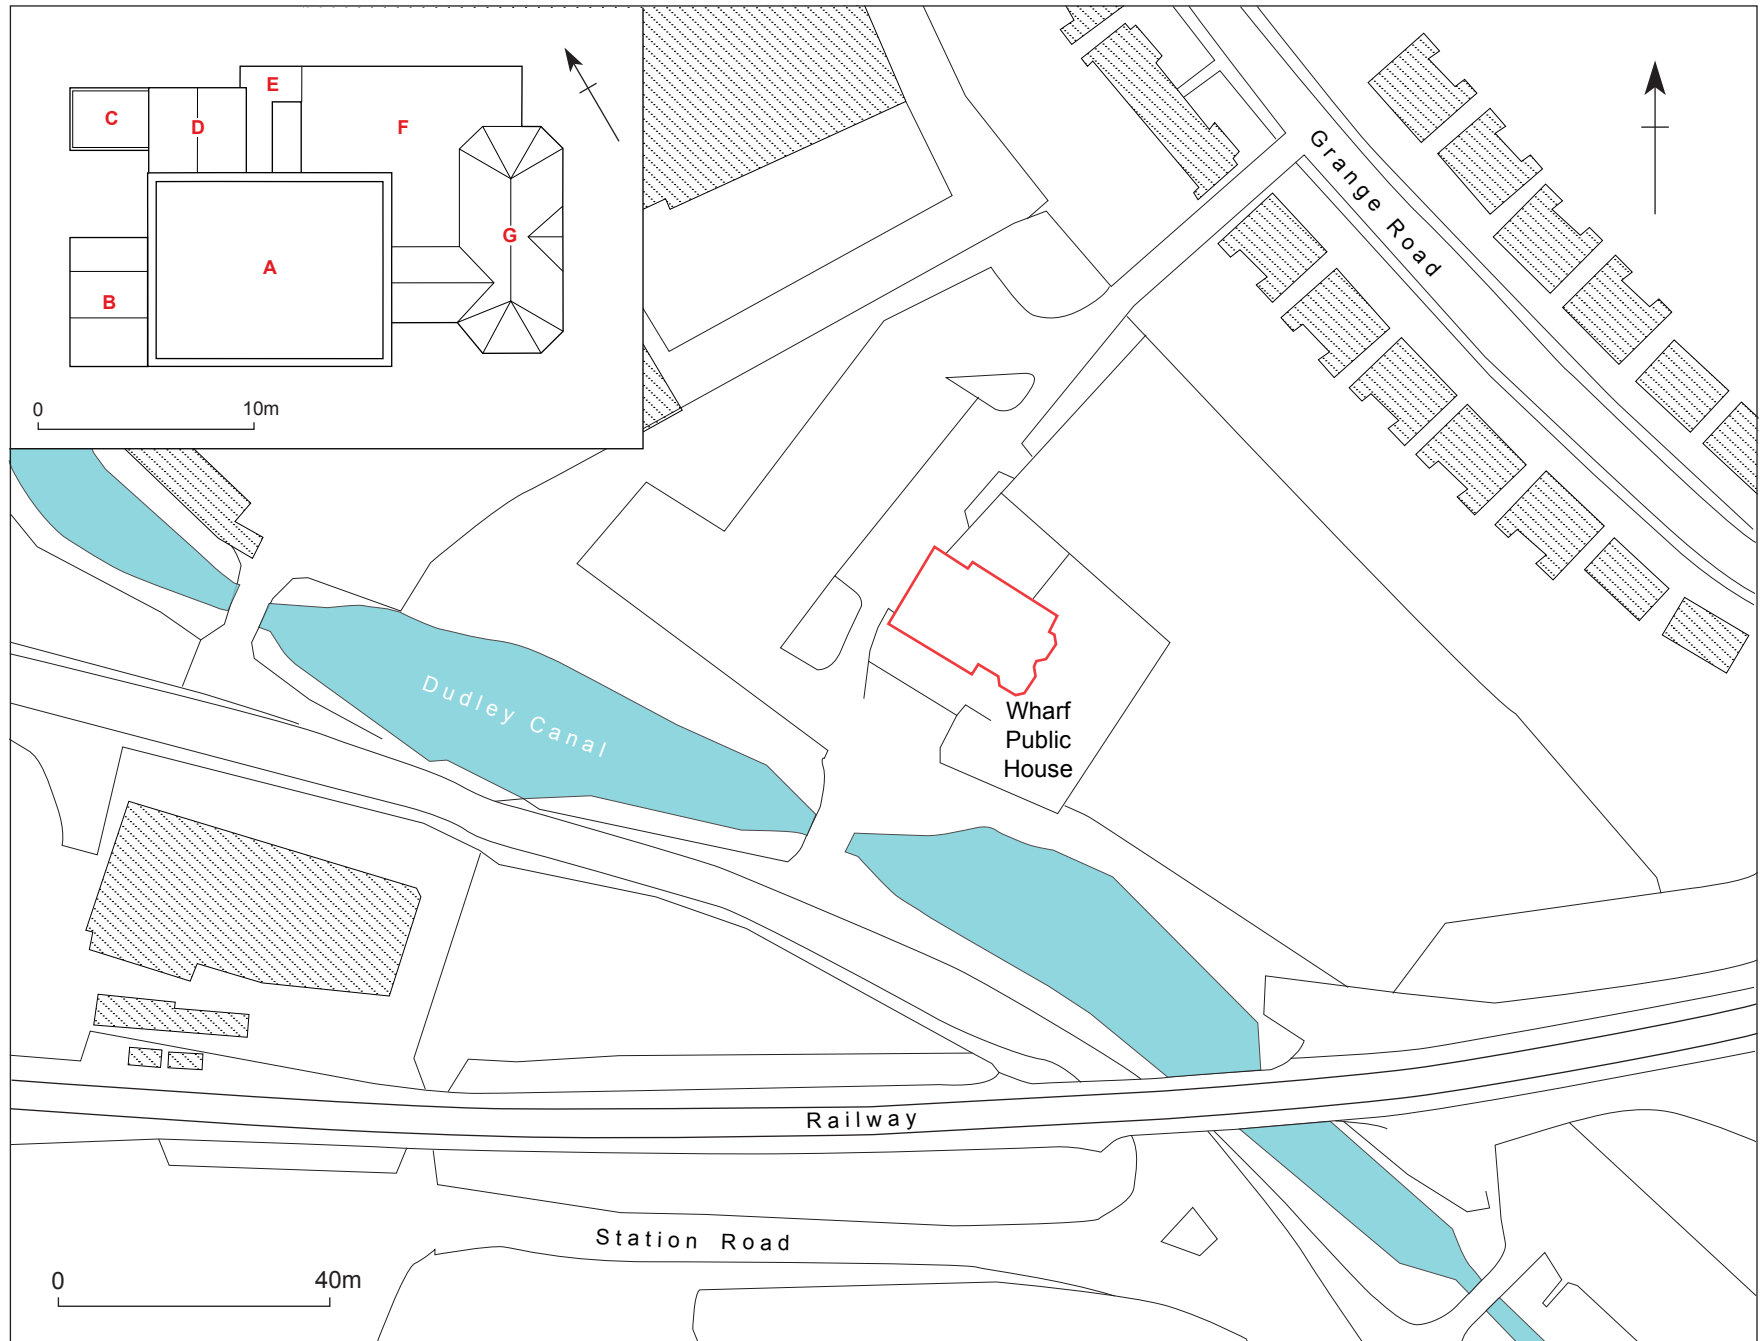 E
C
D
F
G
A
B
0 10m
Grange Road
Dudley Canal
Wharf
Public
House
Railway
Station Road
0 40m